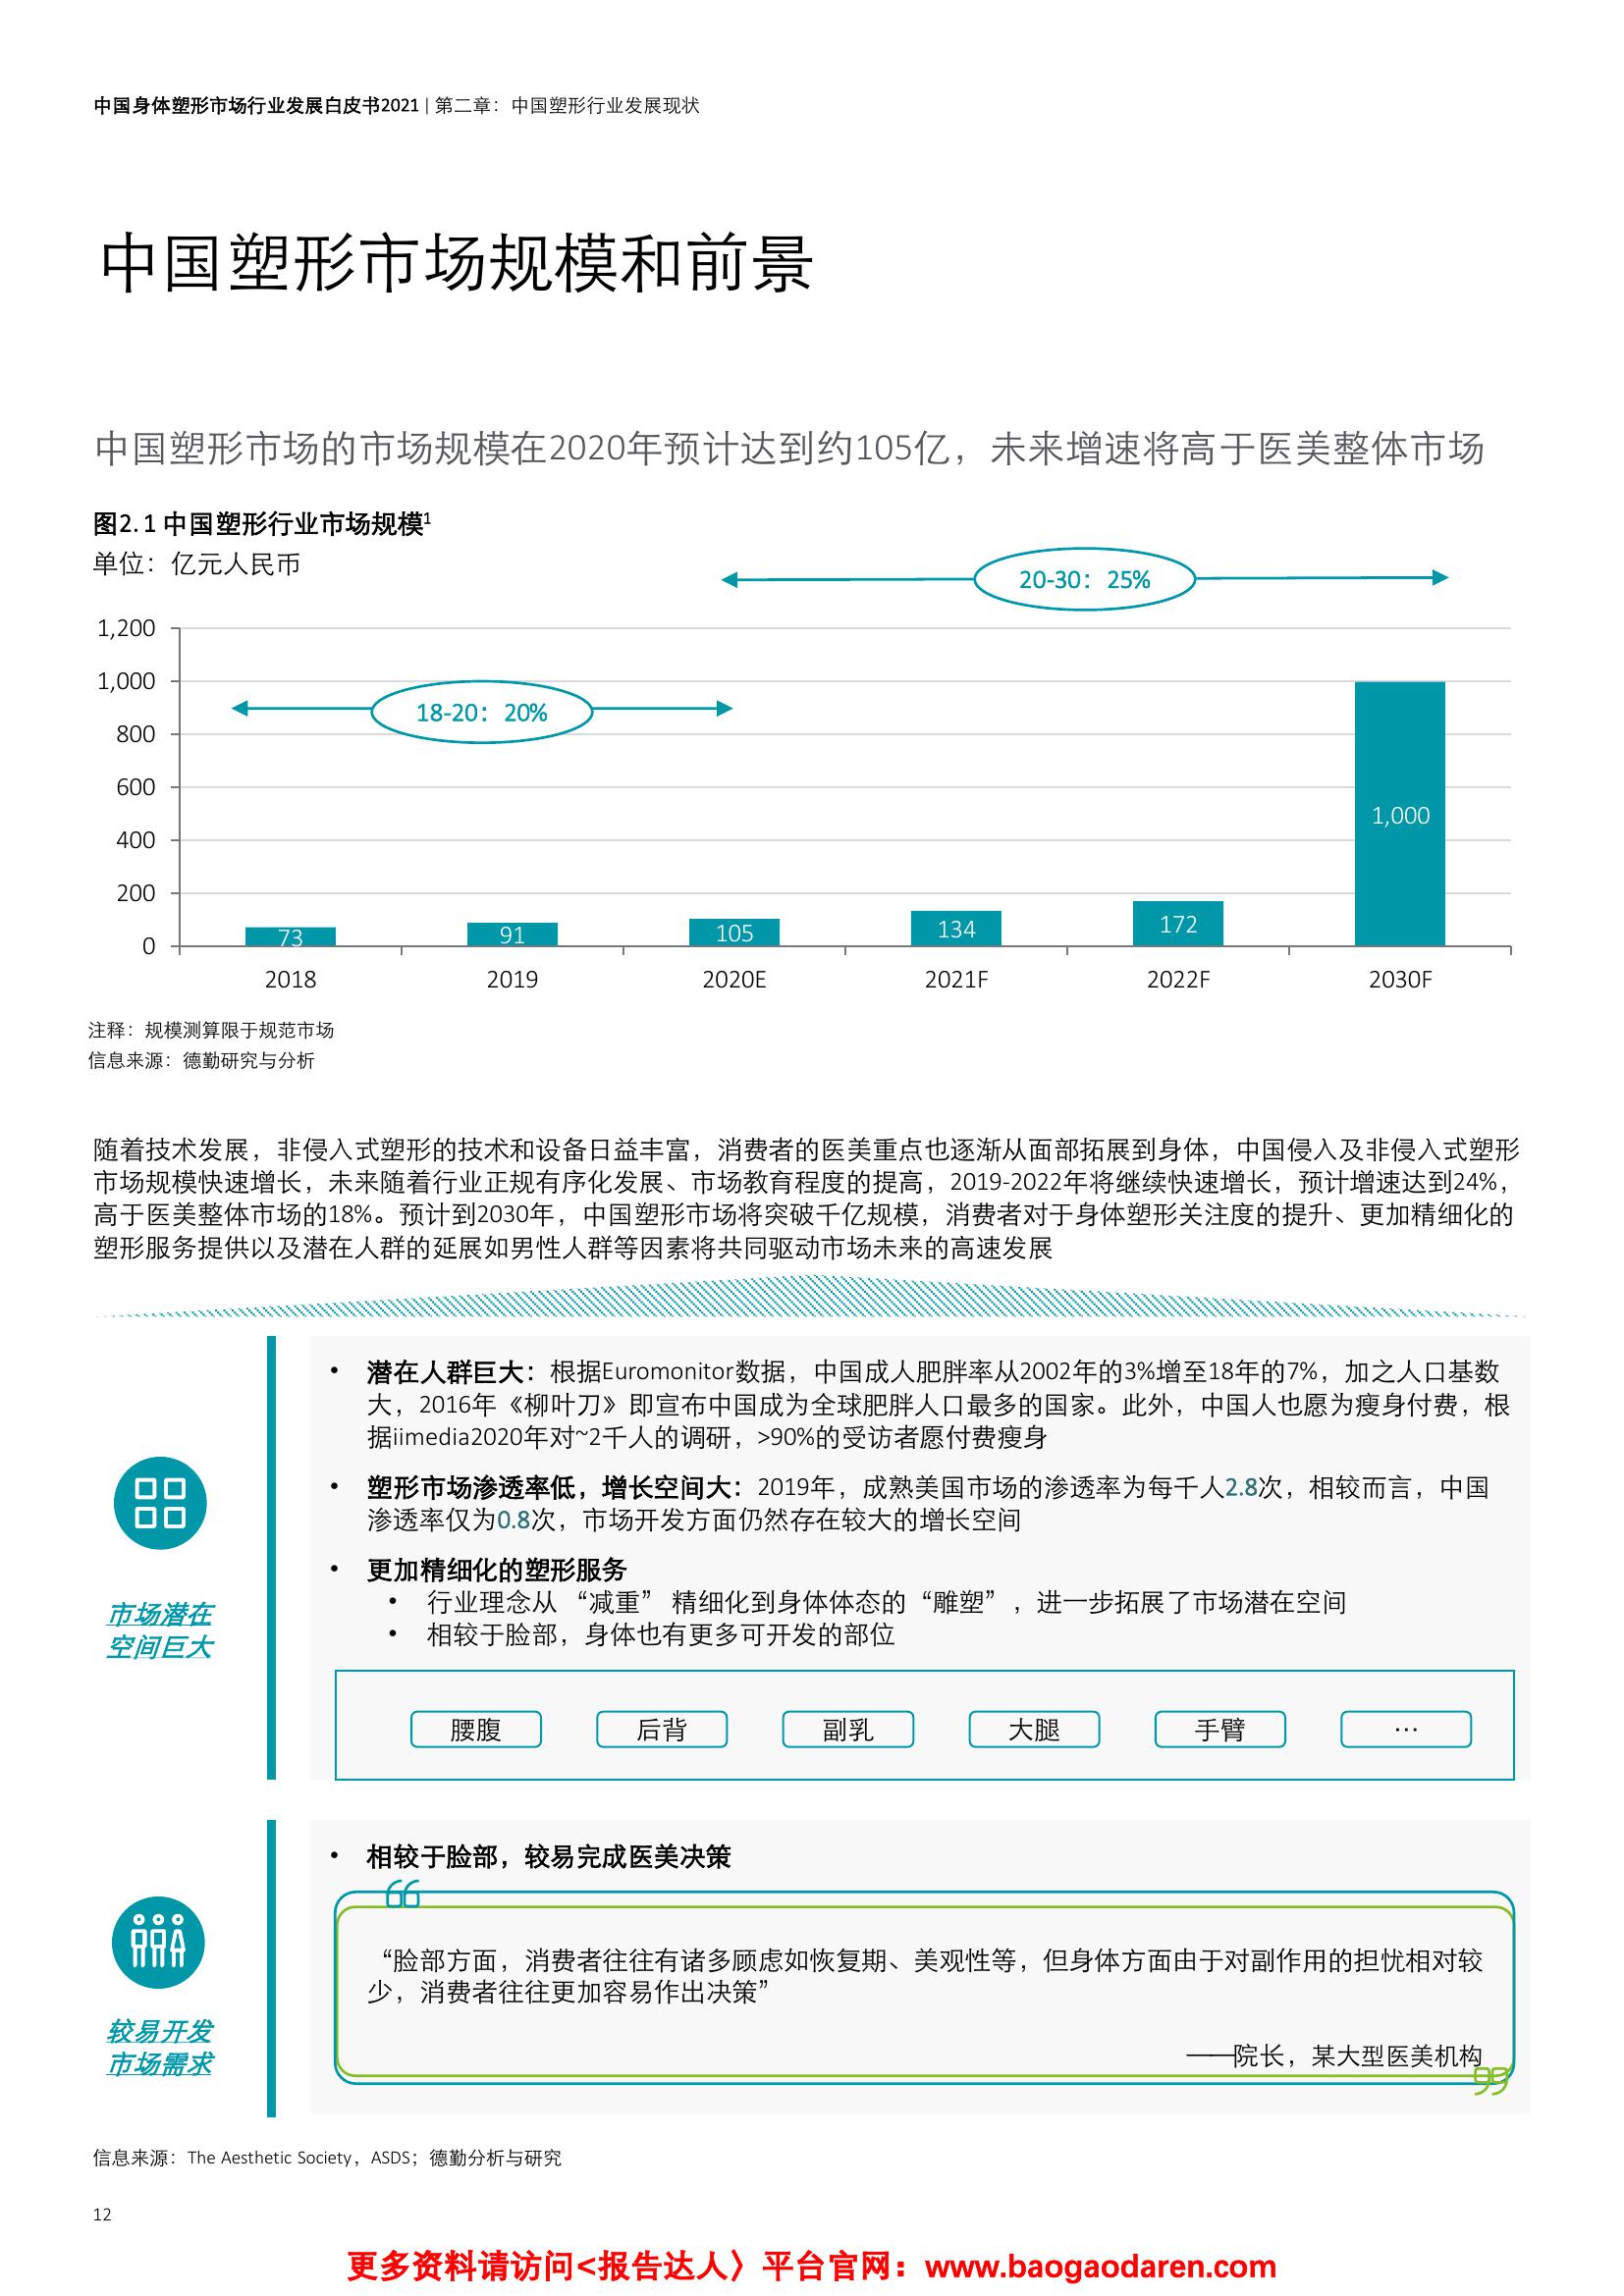 中国身体塑形市场行业发展白皮书2021 | 第二章：中国塑形行业发展现状
中国塑形市场规模和前景
中国塑形市场的市场规模在2020年预计达到约105亿，未来增速将高于医美整体市场
图2.1 中国塑形行业市场规模1
单位：亿元人民币
20-30：25%
18-20：20%
1,200
1,000
800
600
400
200
0
73
91
105
134
172
1,000
2018
2019
2020E
2021F
2022F
2030F
注释：规模测算限于规范市场
信息来源：德勤研究与分析
随着技术发展，非侵入式塑形的技术和设备日益丰富，消费者的医美重点也逐渐从面部拓展到身体，中国侵入及非侵入式塑形
市场规模快速增长，未来随着行业正规有序化发展、市场教育程度的提高，2019-2022年将继续快速增长，预计增速达到24%，
高于医美整体市场的18%。预计到2030年，中国塑形市场将突破千亿规模，消费者对于身体塑形关注度的提升、更加精细化的
塑形服务提供以及潜在人群的延展如男性人群等因素将共同驱动市场未来的高速发展
市场潜在
空间巨大
• 潜在人群巨大：根据Euromonitor数据，中国成人肥胖率从2002年的3%增至18年的7%，加之人口基数
大，2016年《柳叶刀》即宣布中国成为全球肥胖人口最多的国家。此外，中国人也愿为瘦身付费，根
据iimedia2020年对~2千人的调研，>90%的受访者愿付费瘦身
• 塑形市场渗透率低，增长空间大：2019年，成熟美国市场的渗透率为每千人2.8次，相较而言，中国
渗透率仅为0.8次，市场开发方面仍然存在较大的增长空间
• 更加精细化的塑形服务
• 行业理念从 “减重” 精细化到身体体态的 “雕塑” ，进一步拓展了市场潜在空间
• 相较于脸部，身体也有更多可开发的部位
腰腹 后背 副乳 大腿 手臂 …
较易开发
市场需求
• 相较于脸部，较易完成医美决策
“脸部方面，消费者往往有诸多顾虑如恢复期、美观性等，但身体方面由于对副作用的担忧相对较
少，消费者往往更加容易作出决策”
——院长，某大型医美机构
信息来源：The Aesthetic Society，ASDS；德勤分析与研究
12
更多资料请访问<报告达人〉平台官网：www.baogaodaren.com